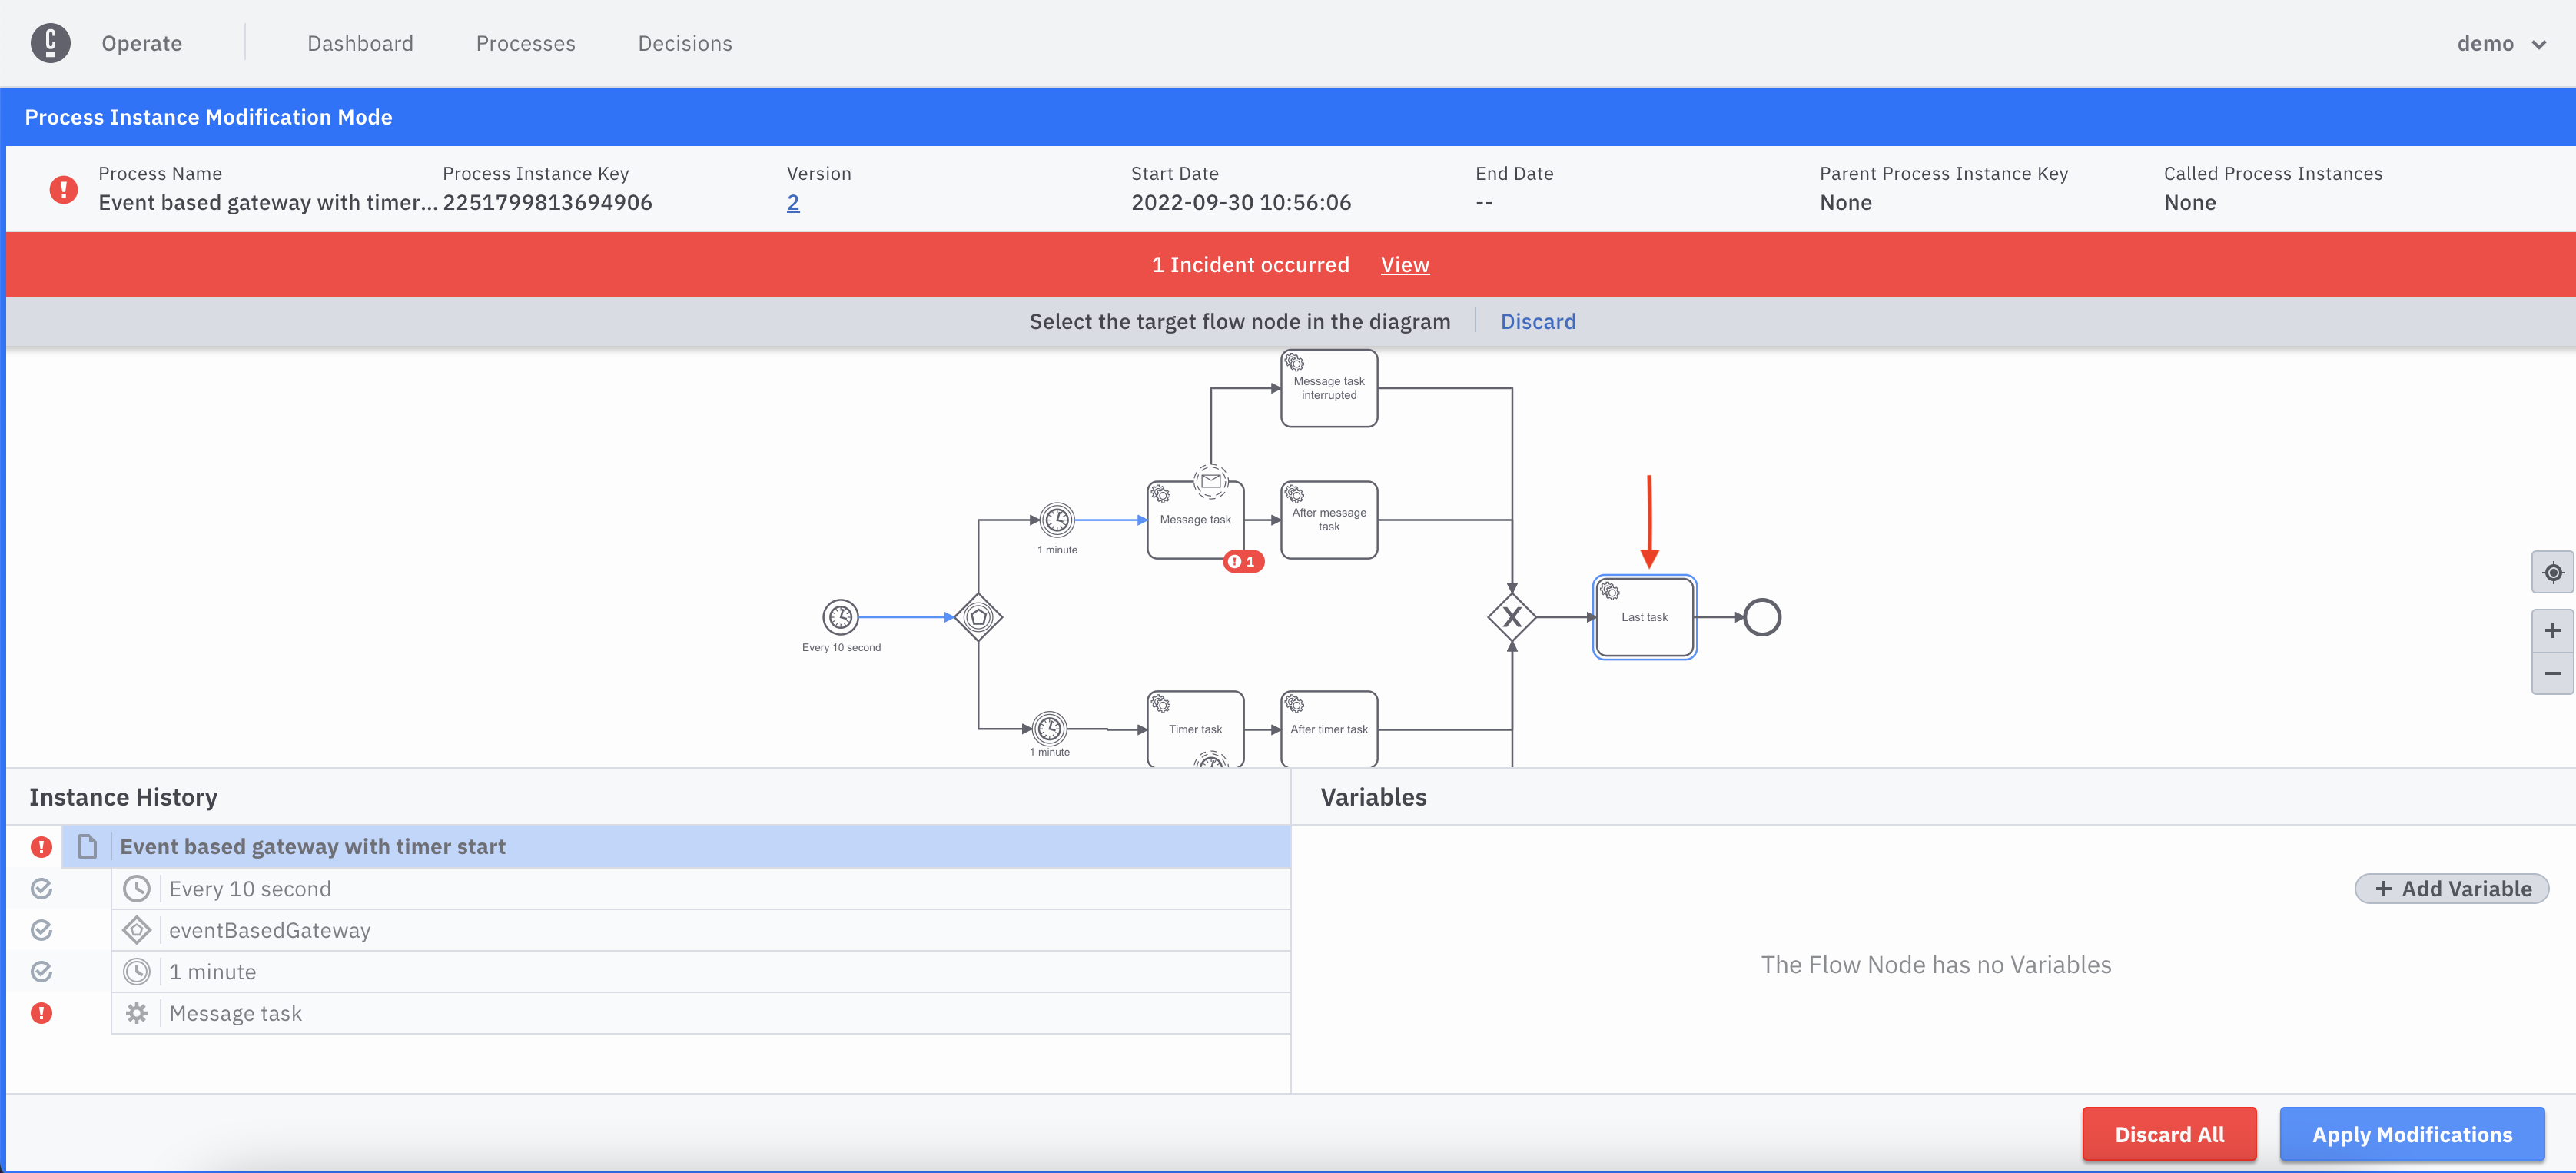 Operate
Dashboard
Processes
Decisions
demo
Process Instance Modification Mode
Process Name
Process Instance Key
Version
Start Date
End Date
Parent Process Instance Key
Called Process Instances
Event based gateway with timer...
2251799813694906
2
2022-09-30 10:56:06
--
None
None
1 Incident occurred
View
Select the target flow node in the diagram
Discard
Message task
interrupted
Message task
After message
task
1 minute
1
Every 10 second
X
Last task
Timer task
After timer task
1 minute
Instance History
Variables
Event based gateway with timer start
Every 10 second
+ Add Variable
eventBasedGateway
The Flow Node has no Variables
1 minute
Message task
Discard All
Apply Modifications